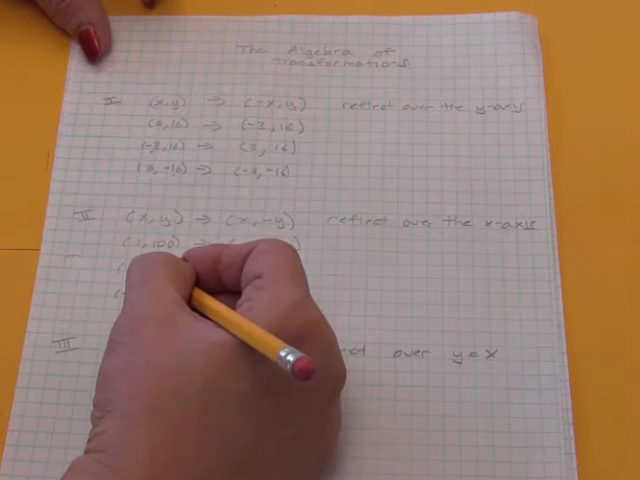 The Algebra of
transformations
I (x,y) → (-x,y) reflect over the y-axis
(3,16) → (-3,16)
(-3,16) → (3,16)
(3,-16) → (-3,-16)
II (x,y) → (x,-y) reflect over the x-axis
(1,100) → (
III over y=x